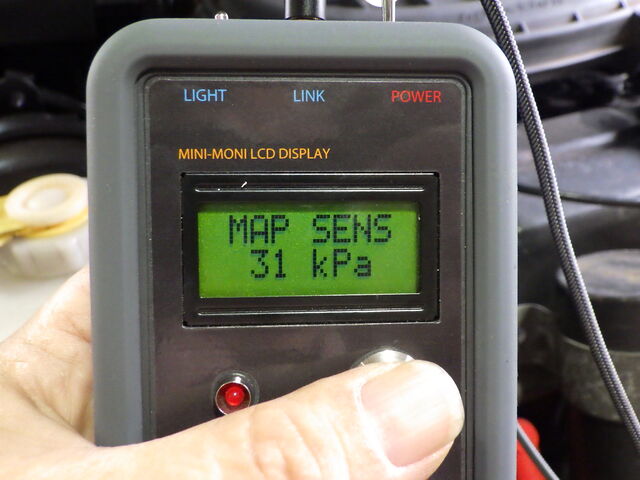 LIGHT LINK POWER
MINI-MONI LCD DISPLAY
MAP SENS
31 kPa